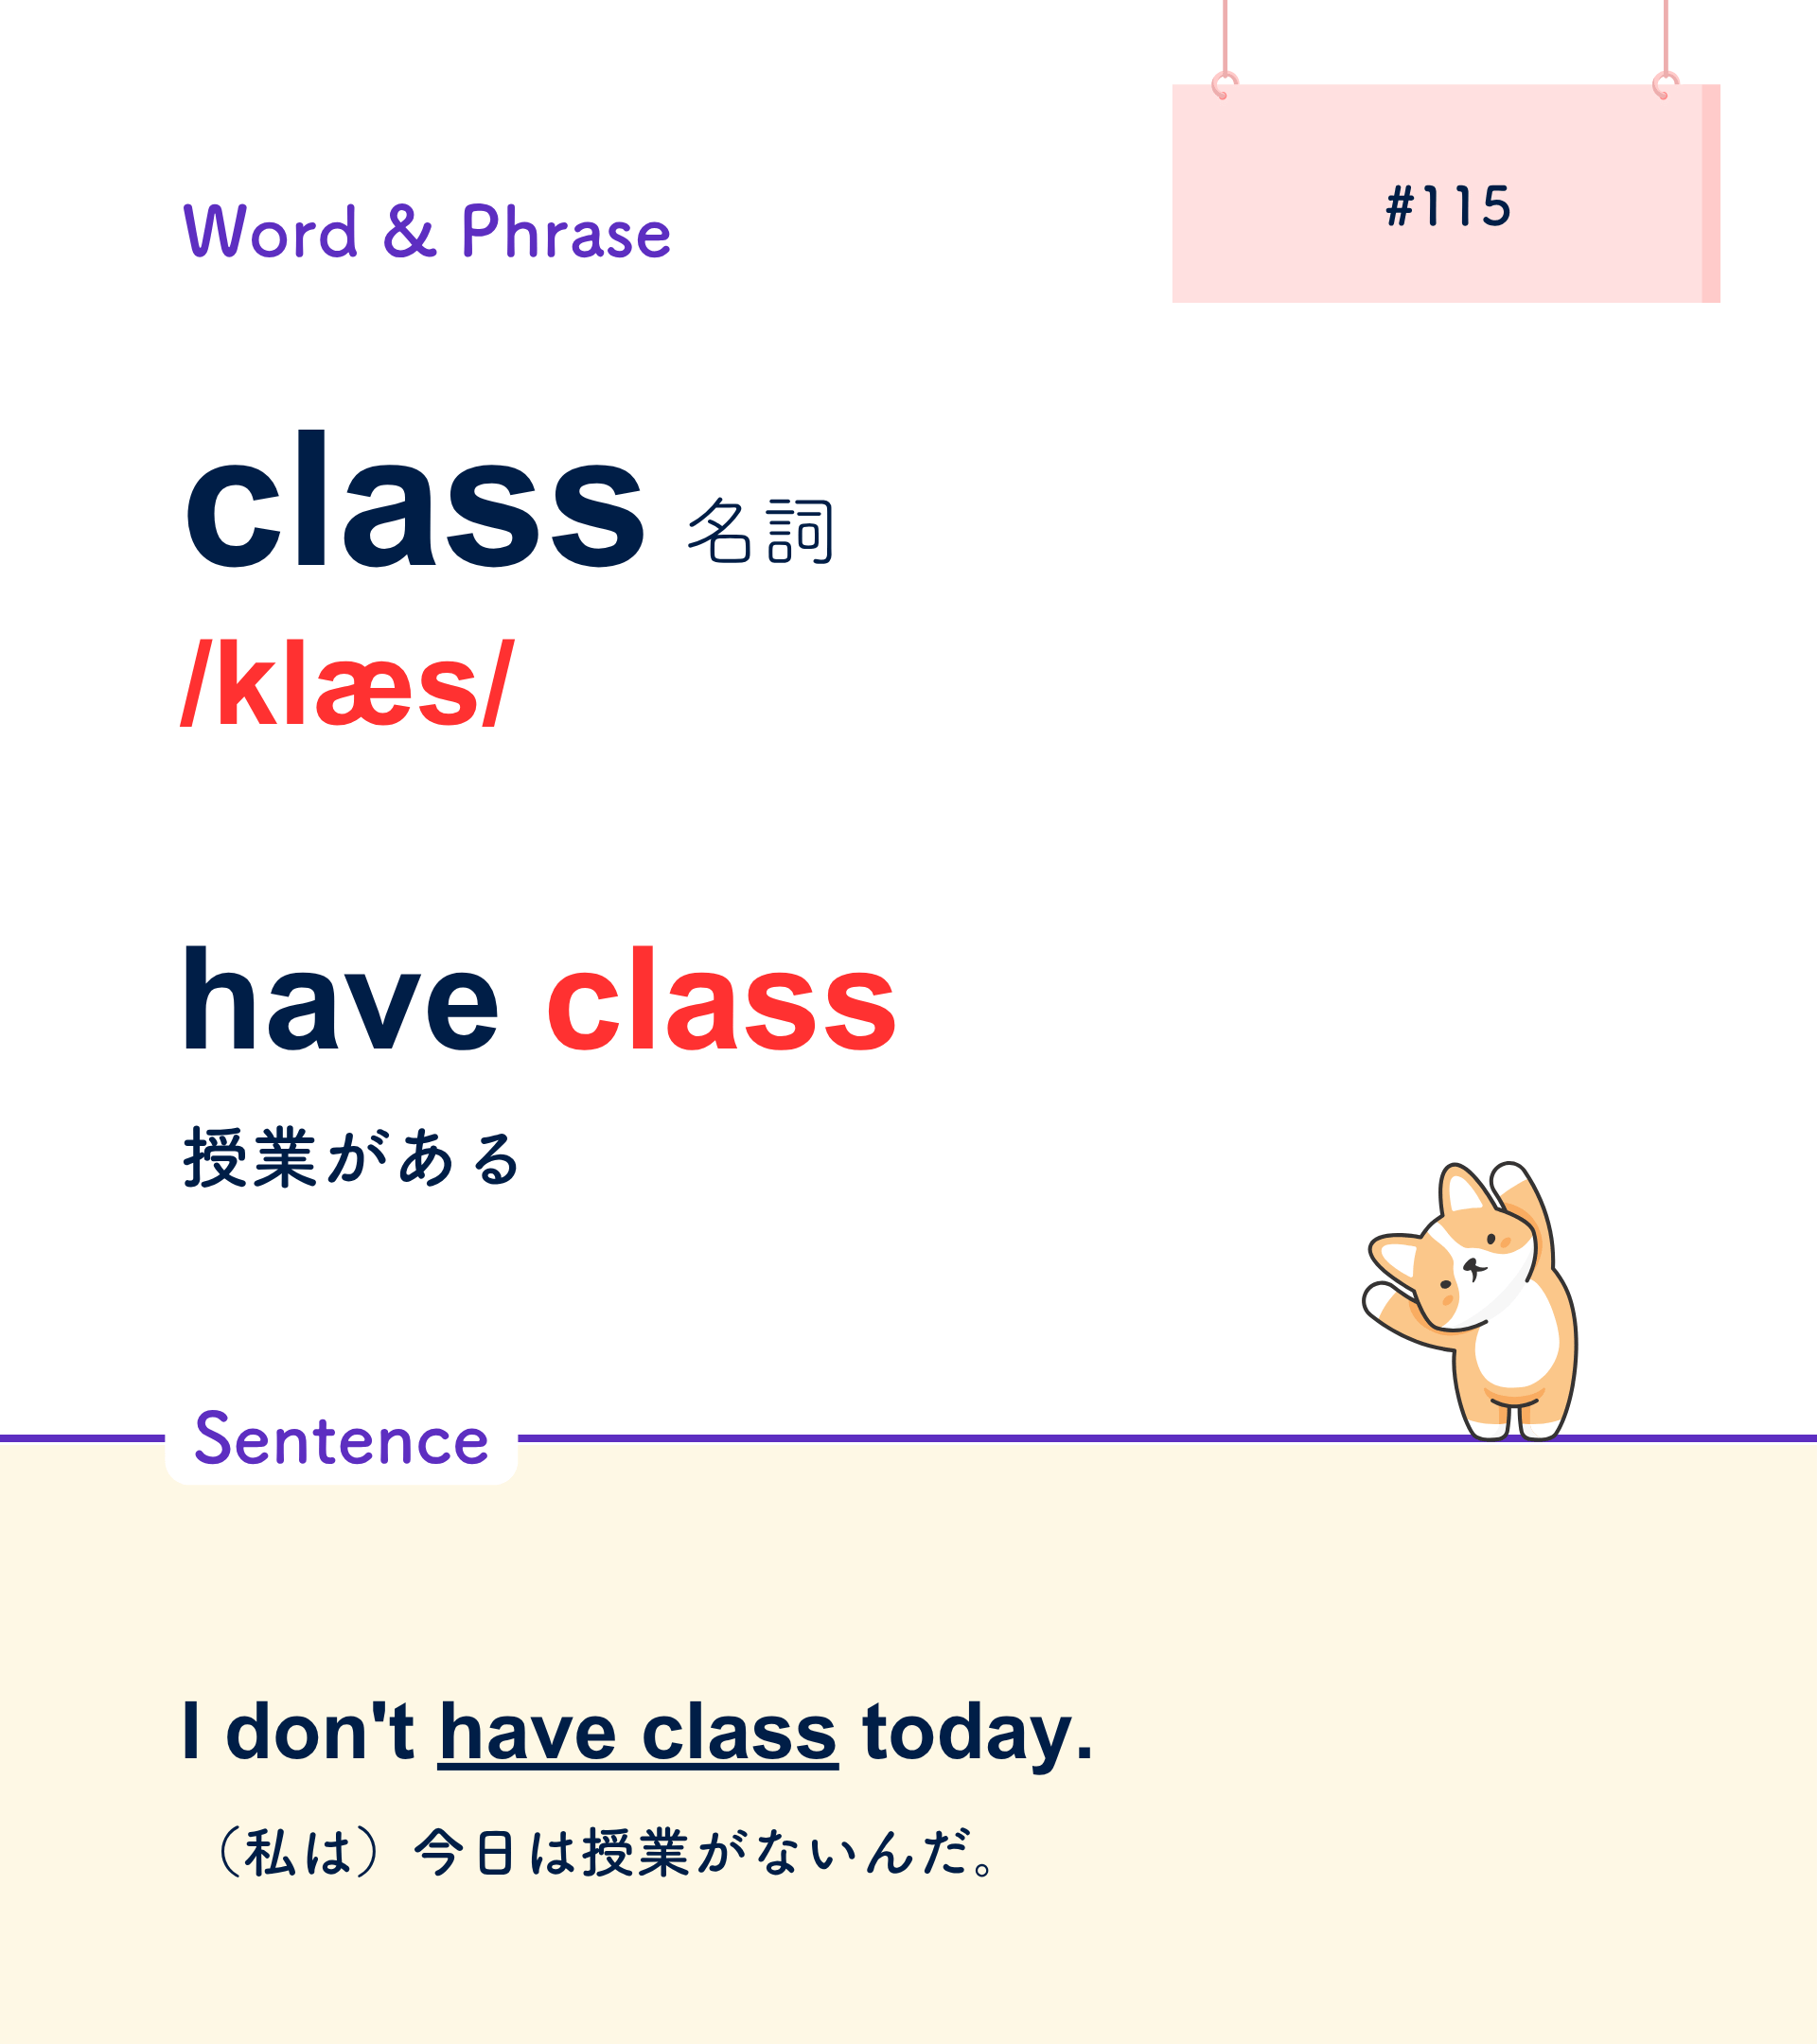 Word & Phrase
#115
class 名詞
/klæs/
have class
授業がある
Sentence
I don't have class today.
（私は）今日は授業がないんだ。